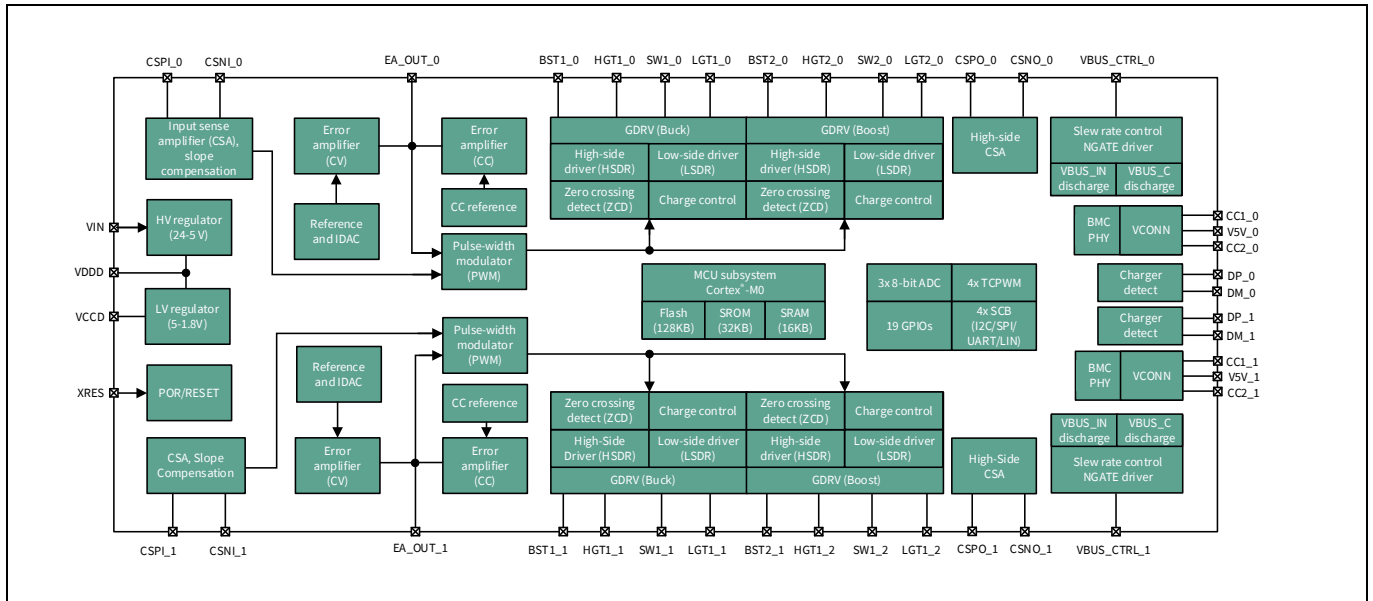 CSPI_0
CSNI_0
EA_OUT_0
BST1_0
HGT1_0
SW1_0
LGT1_0
BST2_0
HGT2_0
SW2_0
LGT2_0
CSPO_0
CSNO_0
VBUS_CTRL_0
Input sense
amplifier (CSA),
slope
compensation
Error
amplifier
(CV)
Error
amplifier
(CC)
Reference
and IDAC
CC reference
Pulse-width
modulator
(PWM)
GDRV (Buck)
High-side
driver (HSDR)
Low-side driver
(LSDR)
Zero crossing
detect (ZCD)
Charge control
GDRV (Boost)
High-side
driver (HSDR)
Low-side driver
(LSDR)
Zero crossing
detect (ZCD)
Charge control
High-side
CSA
Slew rate control
NGATE driver
VBUS_IN
discharge
VBUS_C
discharge
VIN
VDDD
VCCD
XRES
HV regulator
(24-5 V)
LV regulator
(5-1.8V)
POR/RESET
BMC
PHY
VCONN
CC1_0
V5V_0
CC2_0
Charger
detect
DP_0
DM_0
MCU subsystem
Cortex®-M0
Flash
(128KB)
SROM
(32KB)
SRAM
(16KB)
3x 8-bit ADC
4x TCPWM
19 GPIOs
4x SCB
(I2C/SPI/
UART/LIN)
Charger
detect
DP_1
DM_1
BMC
PHY
VCONN
CC1_1
V5V_1
CC2_1
Pulse-width
modulator
(PWM)
Reference
and IDAC
CC reference
CSA, Slope
Compensation
Error
amplifier
(CV)
Error
amplifier
(CC)
Zero crossing
detect (ZCD)
Charge control
High-Side
Driver (HSDR)
Low-side driver
(LSDR)
GDRV (Buck)
Zero crossing
detect (ZCD)
Charge control
High-side
driver (HSDR)
Low-side driver
(LSDR)
GDRV (Boost)
High-Side
CSA
VBUS_IN
discharge
VBUS_C
discharge
Slew rate control
NGATE driver
CSPI_1
CSNI_1
EA_OUT_1
BST1_1
HGT1_1
SW1_1
LGT1_1
BST2_1
HGT1_2
SW1_2
LGT1_2
CSPO_1
CSNO_1
VBUS_CTRL_1